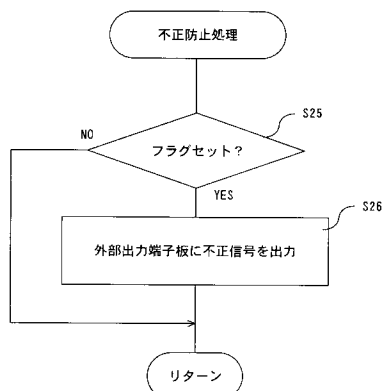 不正防止処理
S25
NO
フラグセット?
YES
S26
外部出力端子板に不正信号を出力
リターン